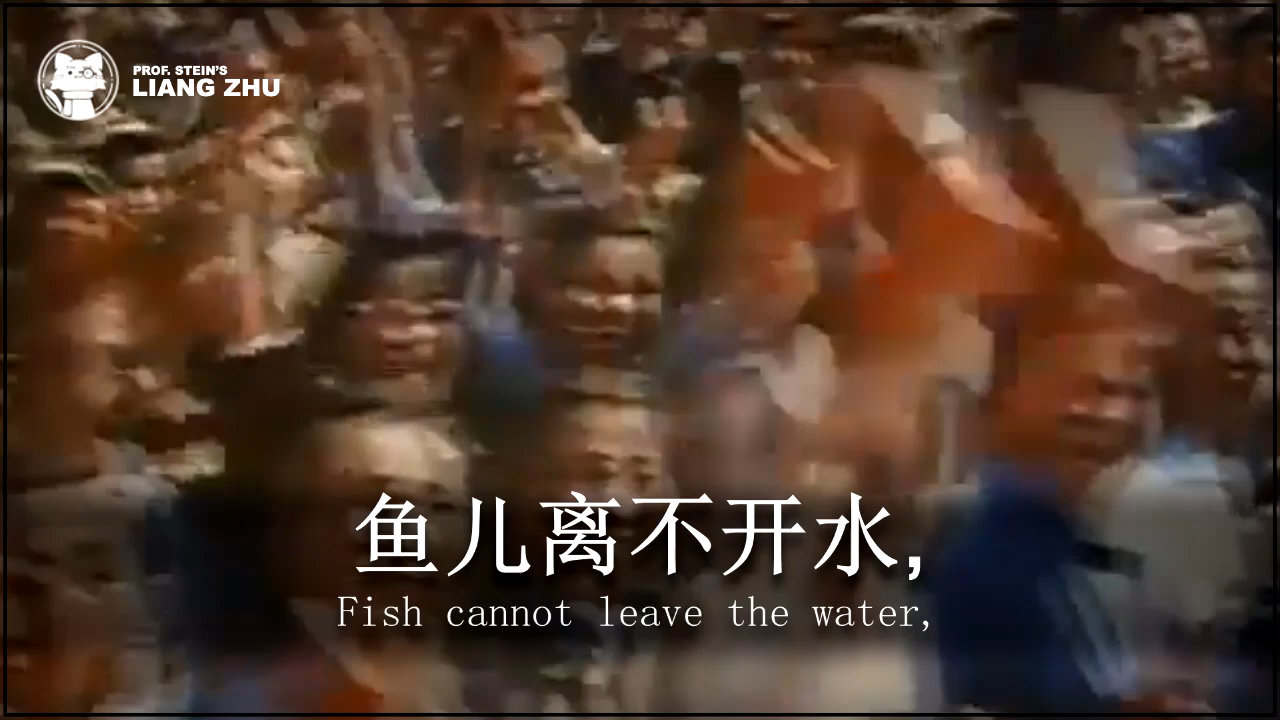 PROF. STEIN'S
LIANG ZHU
鱼儿离不开水,
Fish cannot leave the water,